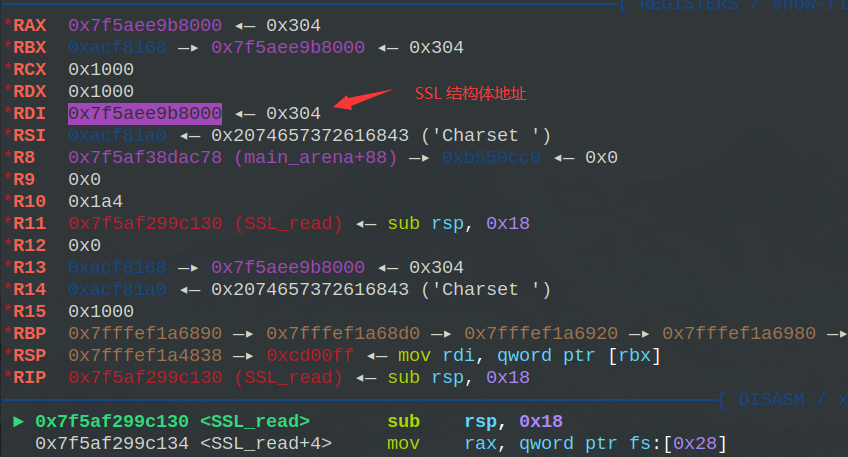 [ REGISTERS / show-fl
*RAX 0x7f5aee9b8000 ◂— 0x304
*RBX 0xacf8168 —▸ 0x7f5aee9b8000 ◂— 0x304
*RCX 0x1000
*RDX 0x1000
*RDI 0x7f5aee9b8000 ◂— 0x304 SSL 结构体地址
*RSI 0xacf81a0 ◂— 0x2074657372616843 ('Charset ')
*R8 0x7f5af38dac78 (main_arena+88) —▸ 0xb550cc0 ◂— 0x0
*R9 0x0
*R10 0x1a4
*R11 0x7f5af299c130 (SSL_read) ◂— sub rsp, 0x18
*R12 0x0
*R13 0xacf8168 —▸ 0x7f5aee9b8000 ◂— 0x304
*R14 0xacf81a0 ◂— 0x2074657372616843 ('Charset ')
*R15 0x1000
*RBP 0x7fffef1a6890 —▸ 0x7fffef1a68d0 —▸ 0x7fffef1a6920 —▸ 0x7fffef1a6980 —▸
*RSP 0x7fffef1a4838 —▸ 0xcd00ff ◂— mov rdi, qword ptr [rbx]
*RIP 0x7f5af299c130 (SSL_read) ◂— sub rsp, 0x18
[ DISASM / x
► 0x7f5af299c130 <SSL_read> sub rsp, 0x18
0x7f5af299c134 <SSL_read+4> mov rax, qword ptr fs:[0x28]